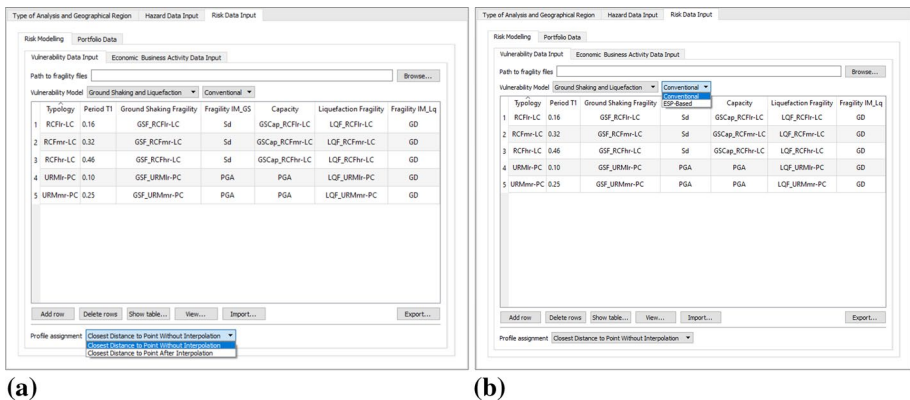 Type of Analysis and Geographical Region Hazard Data Input Risk Data Input
Risk Modelling Portfolio Data
Vulnerability Data Input Economic Business Activity Data Input
Path to fraglity files Browse...
Vulnerability Model Ground Shaking and Liquefaction Conventional
Typology Period T1 Ground Shaking Fragility Fragility IM_GS Capacity Liquefaction Fragility Fragility IM_Lq
1 RCFlr-LC 0.16 GSF_RCFlr-LC Sd GSCap_RCFlr-LC LQF_RCFlr-LC GD
2 RCFmr-LC 0.32 GSF_RCFmr-LC Sd GSCap_RCFmr-LC LQF_RCFmr-LC GD
3 RCFhr-LC 0.46 GSF_RCFhr-LC Sd GSCap_RCFhr-LC LQF_RCFhr-LC GD
4 URMlr-PC 0.10 GSF_URMlr-PC PGA PGA LQF_URMlr-PC GD
5 URMmr-PC 0.25 GSF_URMmr-PC PGA PGA LQF_URMmr-PC GD
Add row Delete rows Show table... View... Import... Export...
Profile assignment Closest Distance to Point Without Interpolation
Closest Distance to Point Without Interpolation
Closest Distance to Point After Interpolation
(a)
Type of Analysis and Geographical Region Hazard Data Input Risk Data Input
Risk Modelling Portfolio Data
Vulnerability Data Input Economic Business Activity Data Input
Path to fraglity files Browse...
Vulnerability Model Ground Shaking and Liquefaction Conventional
Conventional
ESP-Based
Typology Period T1 Ground Shaking Fragility Fragility IM_GS Capacity Liquefaction Fragility Fragility IM_Lq
1 RCFlr-LC 0.16 GSF_RCFlr-LC Sd GSCap_RCFlr-LC LQF_RCFlr-LC GD
2 RCFmr-LC 0.32 GSF_RCFmr-LC Sd GSCap_RCFmr-LC LQF_RCFmr-LC GD
3 RCFhr-LC 0.46 GSF_RCFhr-LC Sd GSCap_RCFhr-LC LQF_RCFhr-LC GD
4 URMlr-PC 0.10 GSF_URMlr-PC PGA PGA LQF_URMlr-PC GD
5 URMmr-PC 0.25 GSF_URMmr-PC PGA PGA LQF_URMmr-PC GD
Add row Delete rows Show table... View... Import... Export...
Profile assignment Closest Distance to Point Without Interpolation
(b)